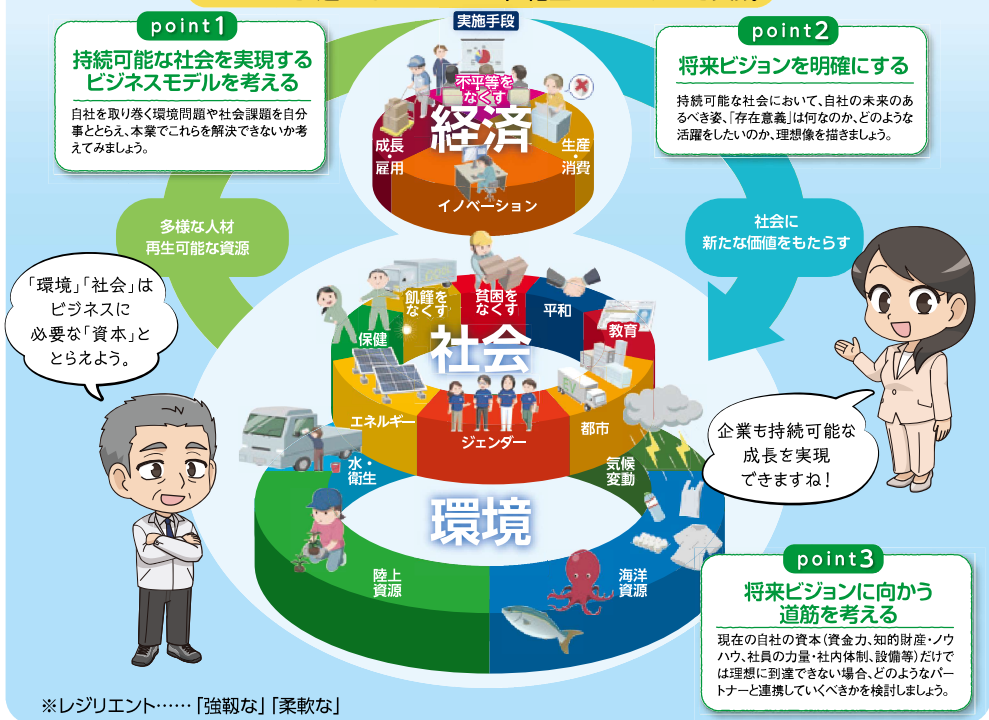 point1
持続可能な社会を実現する
ビジネスモデルを考える
自社を取り巻く環境問題や社会課題を自分
事ととらえ、本業でこれらを解決できないか考
えてみましょう。
実施手段
point2
将来ビジョンを明確にする
持続可能な社会において、自社の未来のあ
るべき姿、「存在意義」は何なのか、どのような
活躍をしたいのか、理想像を描きましょう。
不平等を
なくす
経済
成長
・
雇用
生産
・
消費
イノベーション
多様な人材
再生可能な資源
社会に
新たな価値をもたらす
「環境」「社会」は
ビジネスに
必要な「資本」と
とらえよう。
保健
飢饉を
なくす
貧困を
なくす
平和
教育
社会
エネルギー
ジェンダー
都市
水・
衛生
気候
変動
環境
陸上
資源
海洋
資源
企業も持続可能な
成長を実現
できますね！
point3
将来ビジョンに向かう
道筋を考える
現在の自社の資本（資金力、知的財産・ノウ
ハウ、社員の力量・社内体制、設備等）だけで
は理想に到達できない場合、どのようなパー
トナーと連携していくべきかを検討しましょう。
※レジリエント……「強靱な」「柔軟な」